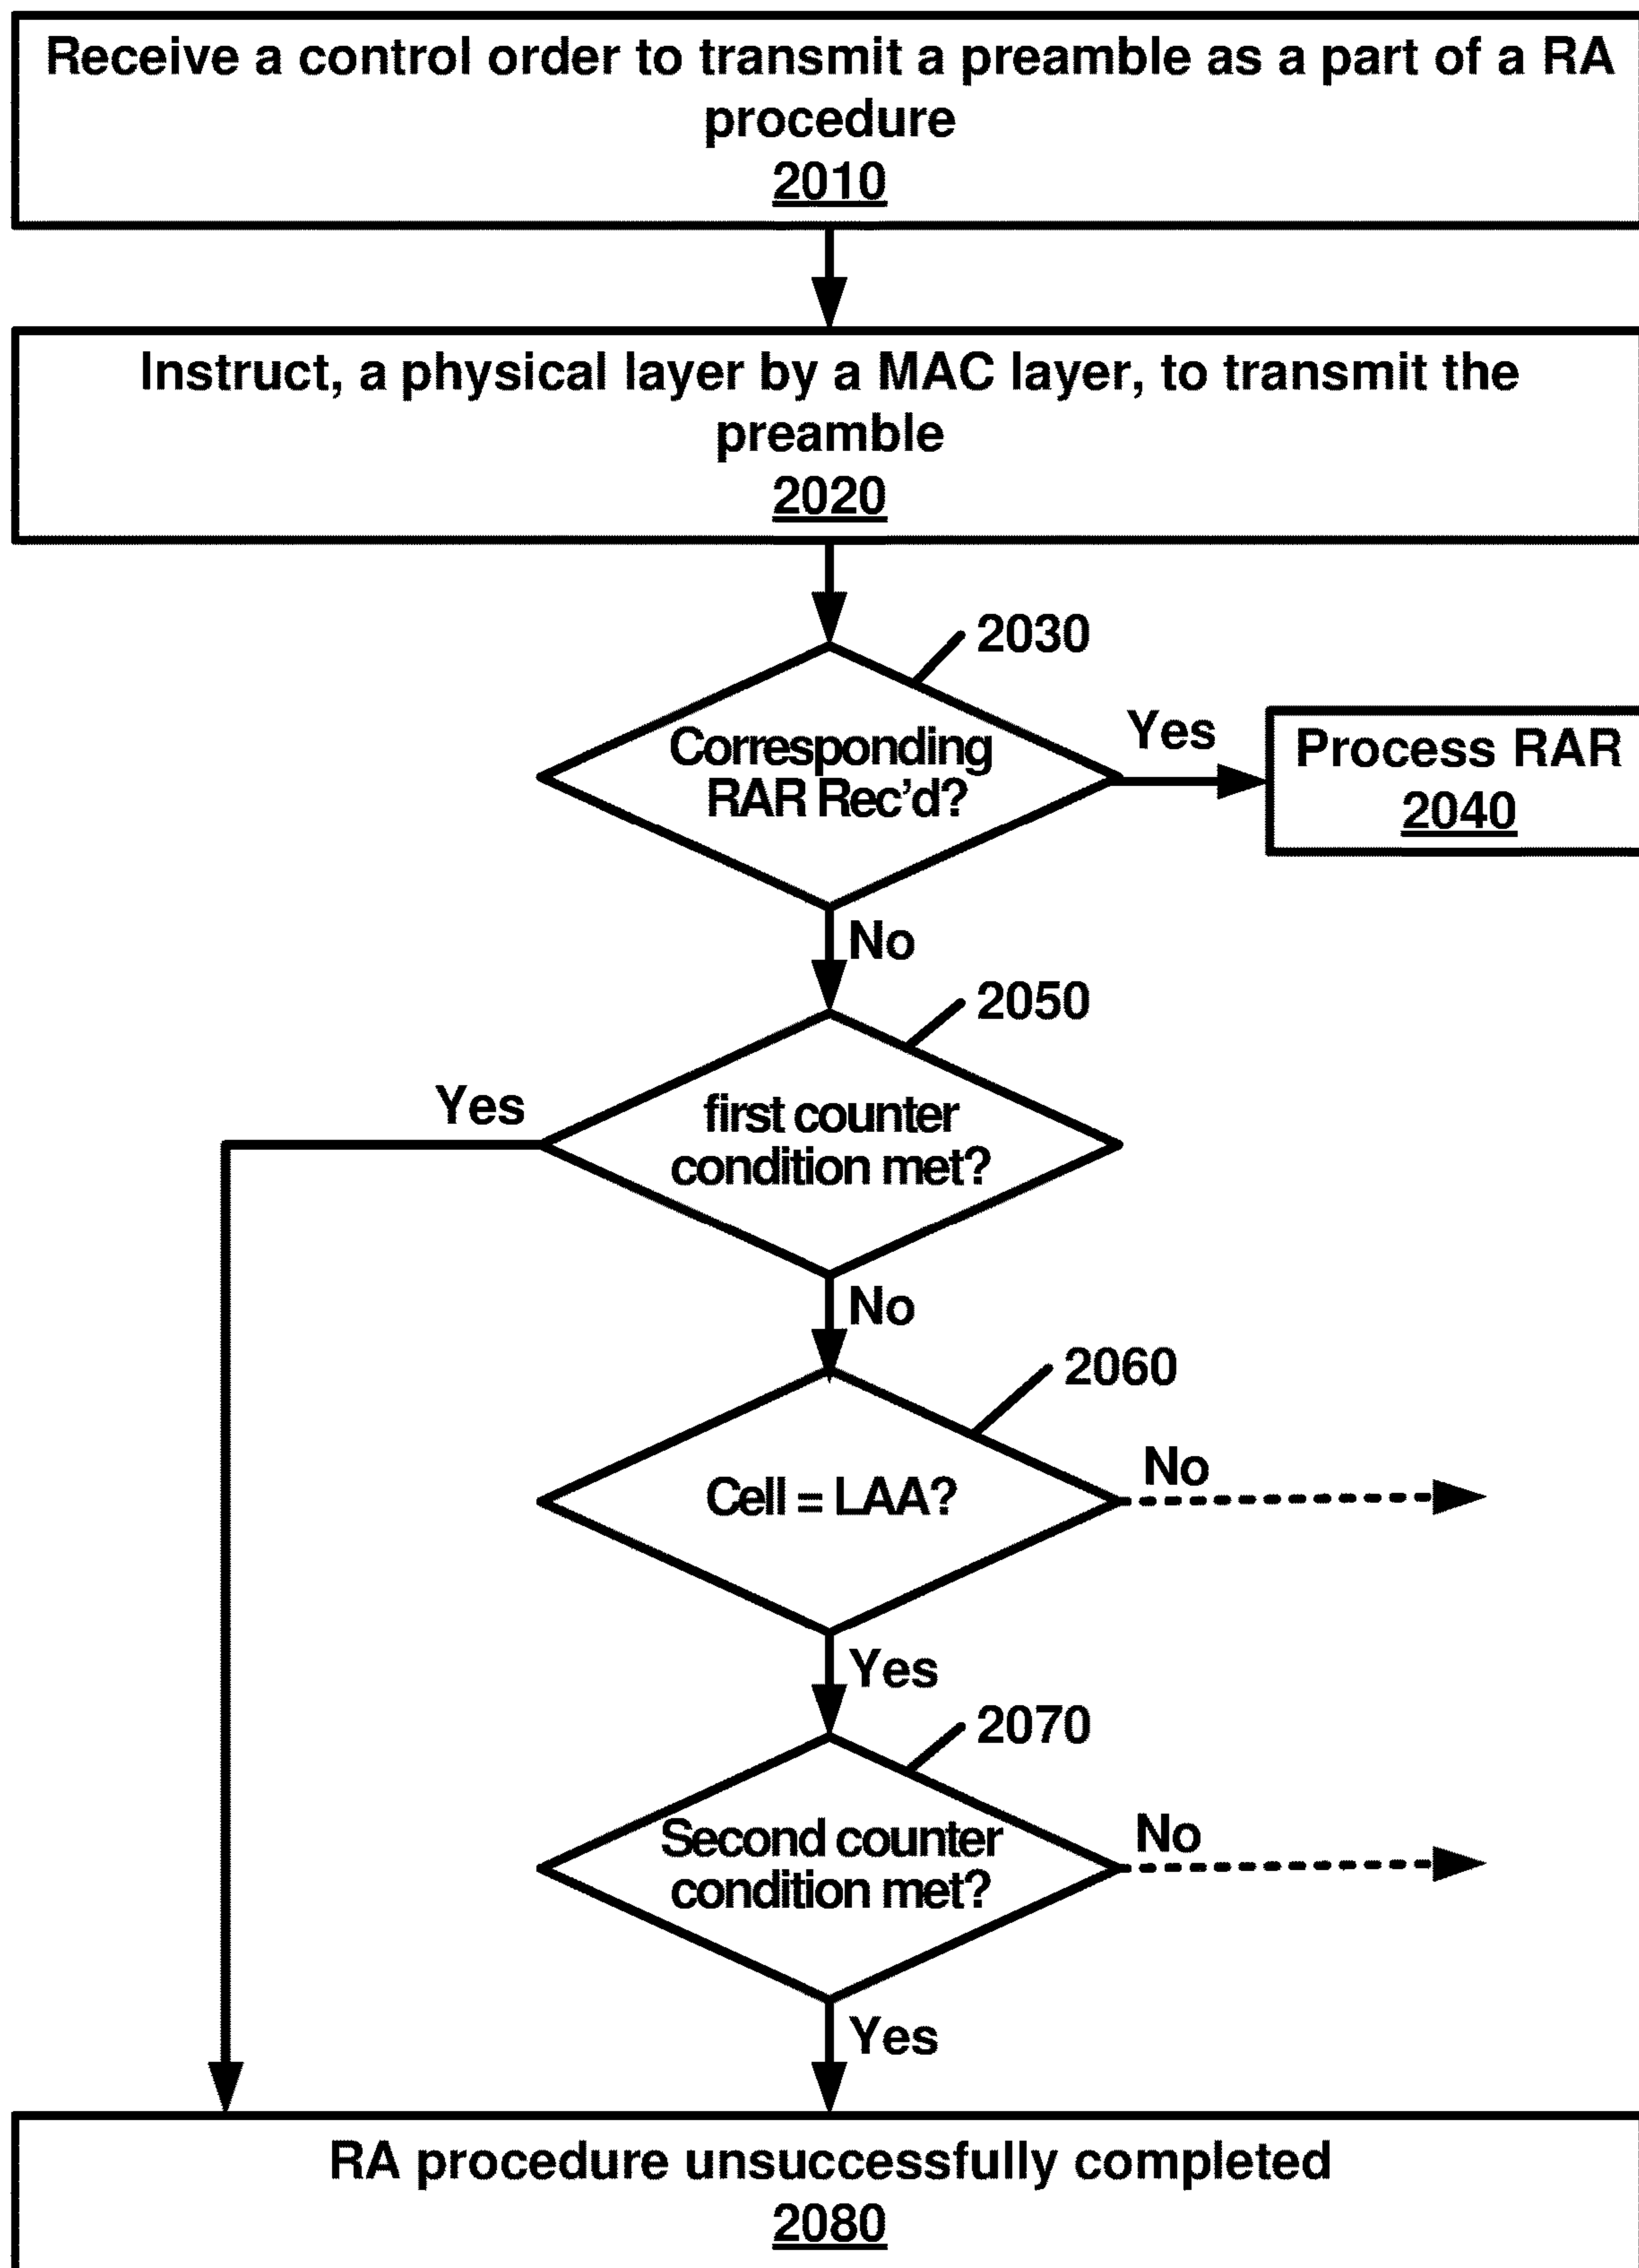 Receive a control order to transmit a preamble as a part of a RA
procedure
2010
Instruct, a physical layer by a MAC layer, to transmit the
preamble
2020
2030
Corresponding
RAR Rec'd?
Yes
Process RAR
2040
No
2050
Yes
first counter
condition met?
No
2060
Cell = LAA?
No
Yes
2070
Second counter
condition met?
No
Yes
RA procedure unsuccessfully completed
2080